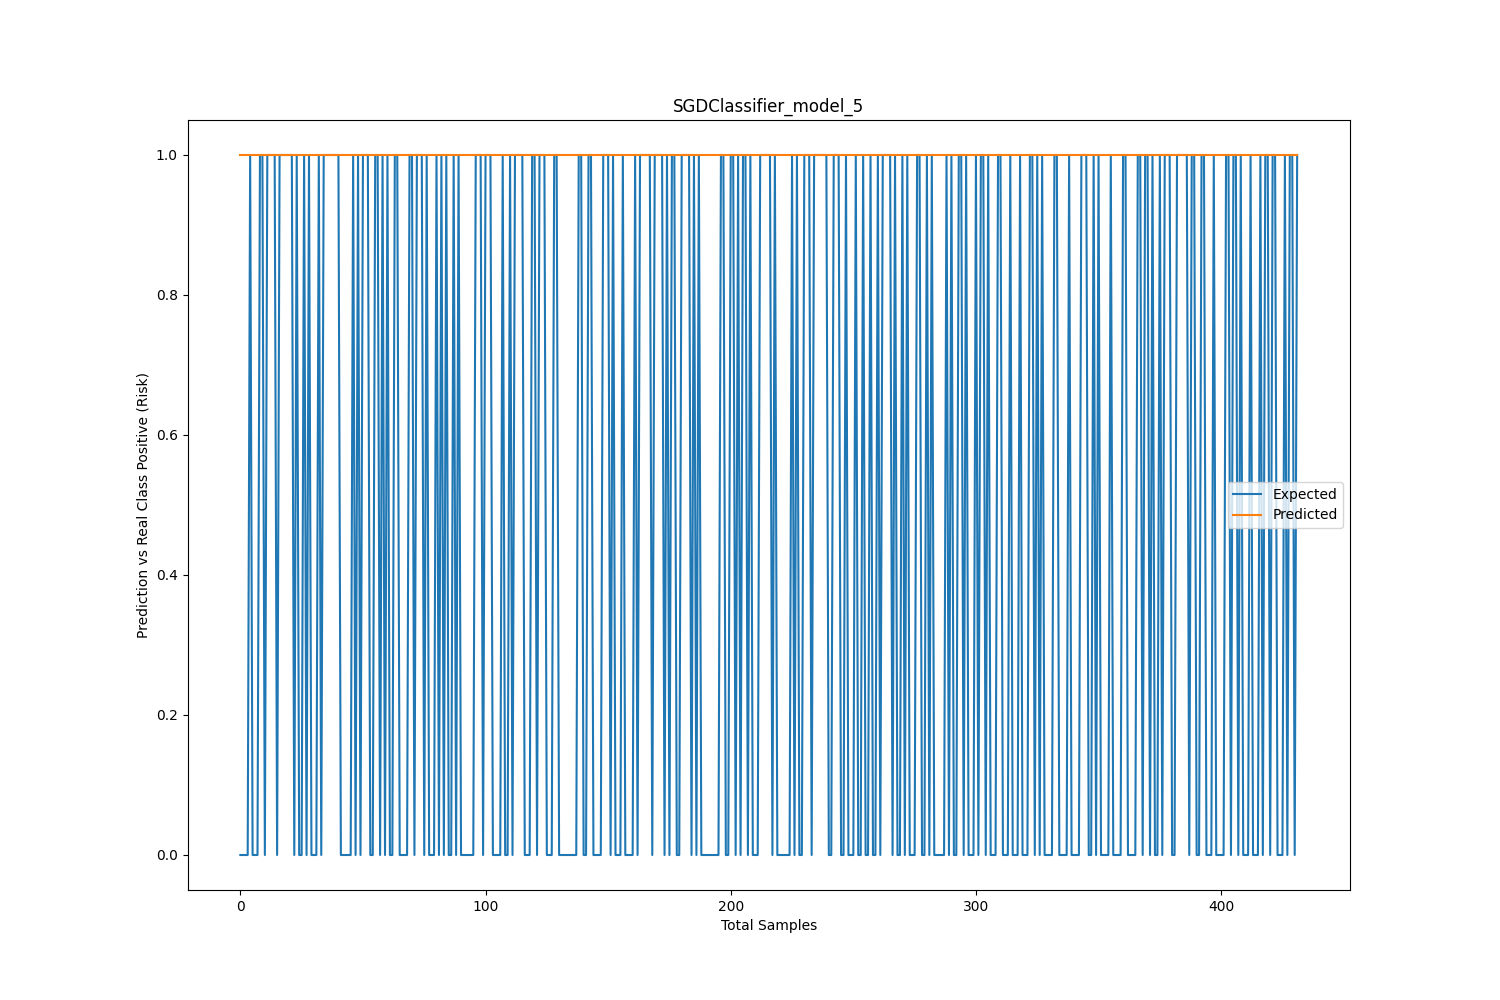 SGDClassifier_model_5
Prediction vs Real Class Positive (Risk)
1.0
0.8
0.6
0.4
0.2
0.0
Expected
Predicted
0 100 200 300 400
Total Samples